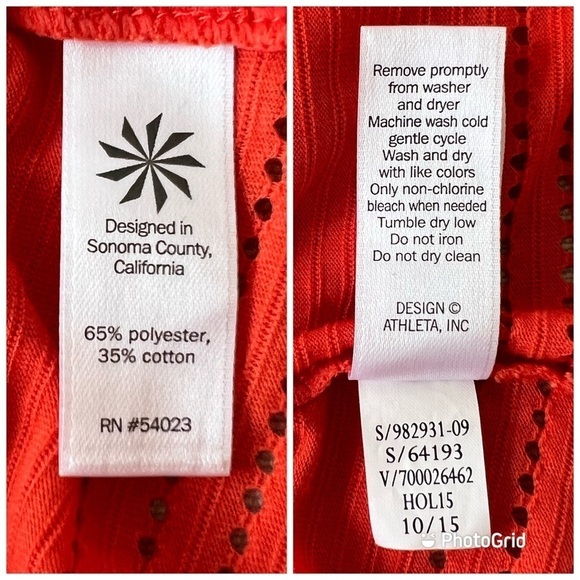 Designed in
Sonoma County,
California
65% polyester,
35% cotton
RN #54023
Remove promptly
from washer
and dryer
Machine wash cold
gentle cycle
Wash and dry
with like colors
Only non-chlorine
bleach when needed
Tumble dry low
Do not iron
Do not dry clean
DESIGN ©
ATHLETA, INC
S/982931-09
S/64193
V/700026462
HOL15
10/15
PhotoGrid